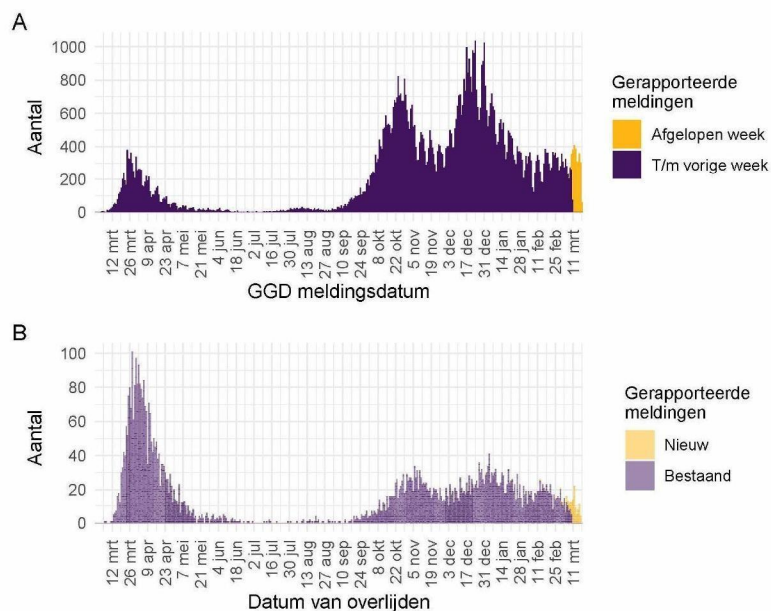 A
Aantal
1000
800
600
400
200
0
12 mrt
26 mrt
9 apr
23 apr
7 mei
21 mei
4 jun
18 jun
2 jul
16 jul
30 jul
13 aug
27 aug
10 sep
24 sep
8 okt
22 okt
5 nov
19 nov
3 dec
17 dec
31 dec
14 jan
28 jan
11 feb
25 feb
11 mrt
GGD meldingsdatum
Gerapporteerde
meldingen
Afgelopen week
T/m vorige week
B
Aantal
100
80
60
40
20
0
12 mrt
26 mrt
9 apr
23 apr
7 mei
21 mei
4 jun
18 jun
2 jul
16 jul
30 jul
13 aug
27 aug
10 sep
24 sep
8 okt
22 okt
5 nov
19 nov
3 dec
17 dec
31 dec
14 jan
28 jan
11 feb
25 feb
11 mrt
Datum van overlijden
Gerapporteerde
meldingen
Nieuw
Bestaand